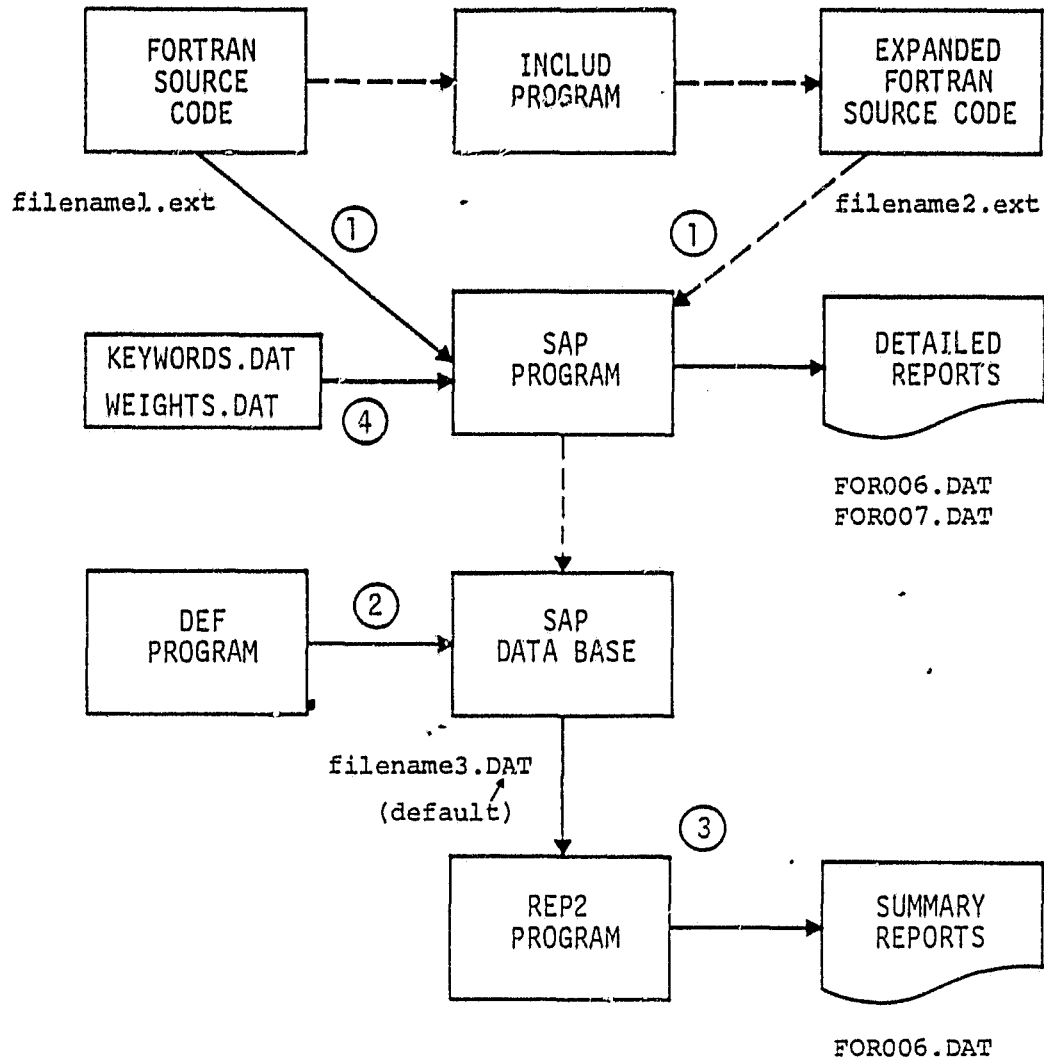 FORTRAN
SOURCE
CODE
INCLUD
PROGRAM
EXPANDED
FORTRAN
SOURCE CODE
filename1.ext
filename2.ext
1
1
KEYWORDS.DAT
WEIGHTS.DAT
4
SAP
PROGRAM
DETAILED
REPORTS
FOR006.DAT
FOR007.DAT
DEF
PROGRAM
2
SAP
DATA BASE
filename3.DAT
(default)
3
REP2
PROGRAM
SUMMARY
REPORTS
FOR006.DAT